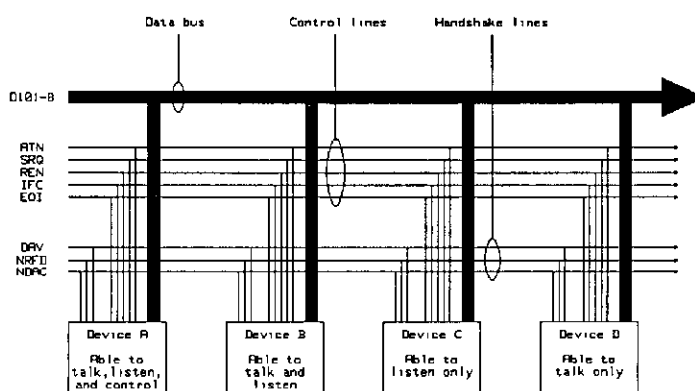 Data bus Control lines Handshake lines
DI01-8
ATN
SRQ
REN
IFC
EOI
DAV
NRFD
NDAC
Device A Device B Device C Device D
Able to Able to Able to Able to
talk, listen, talk and listen only talk only
and control listen